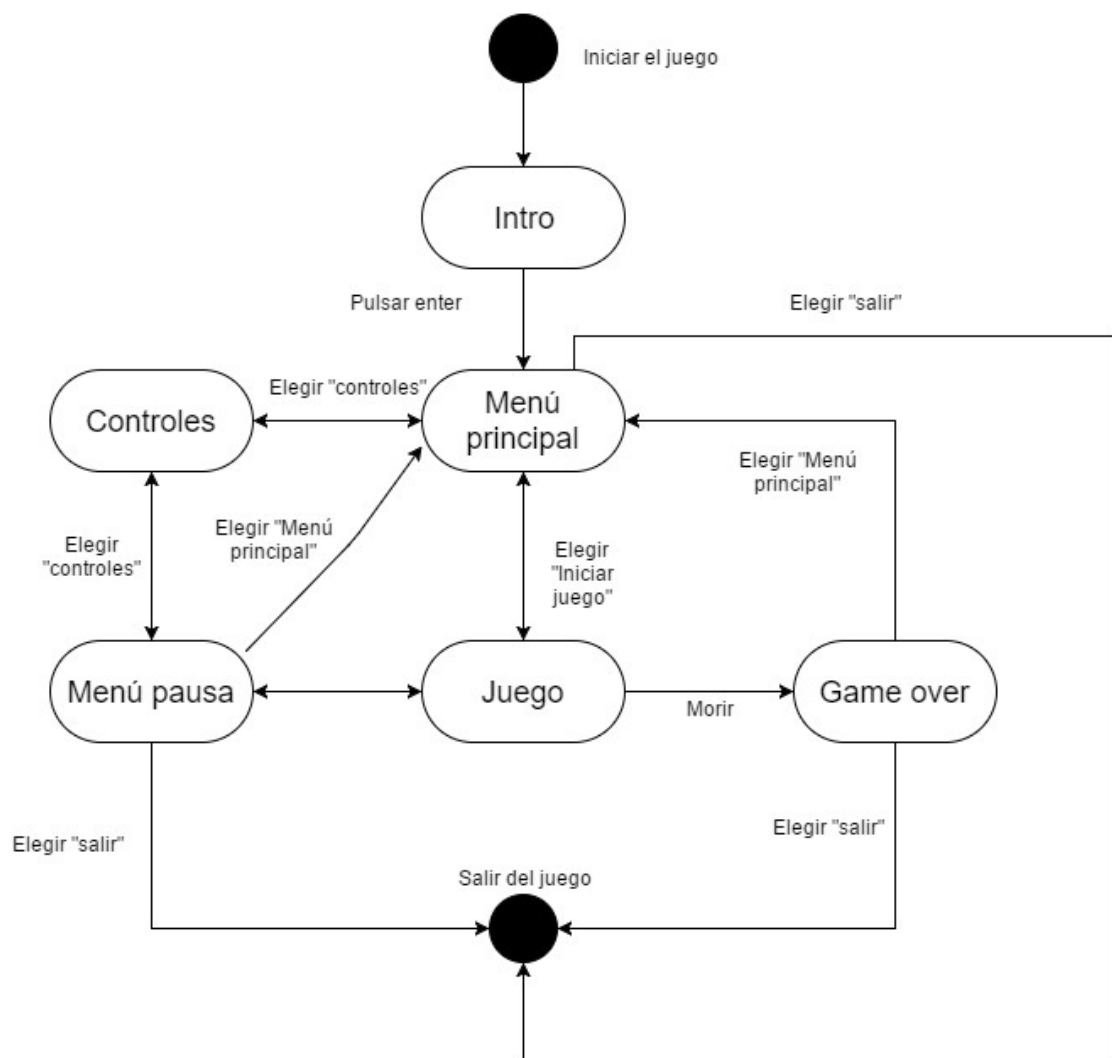 Iniciar el juego
Intro
Pulsar enter
Elegir "salir"
Elegir "controles"
Controles
Menú
principal
Elegir "Menú
principal"
Elegir "Menú
principal"
Elegir
"controles"
Elegir
"Iniciar
juego"
Menú pausa
Juego
Morir
Game over
Elegir "salir"
Elegir "salir"
Salir del juego